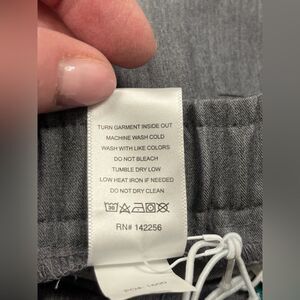 TURN GARMENT INSIDE OUT
MACHINE WASH COLD
WASH WITH LIKE COLORS
DO NOT BLEACH
TUMBLE DRY LOW
LOW HEAT IRON IF NEEDED
DO NOT DRY CLEAN
30
RN# 142256